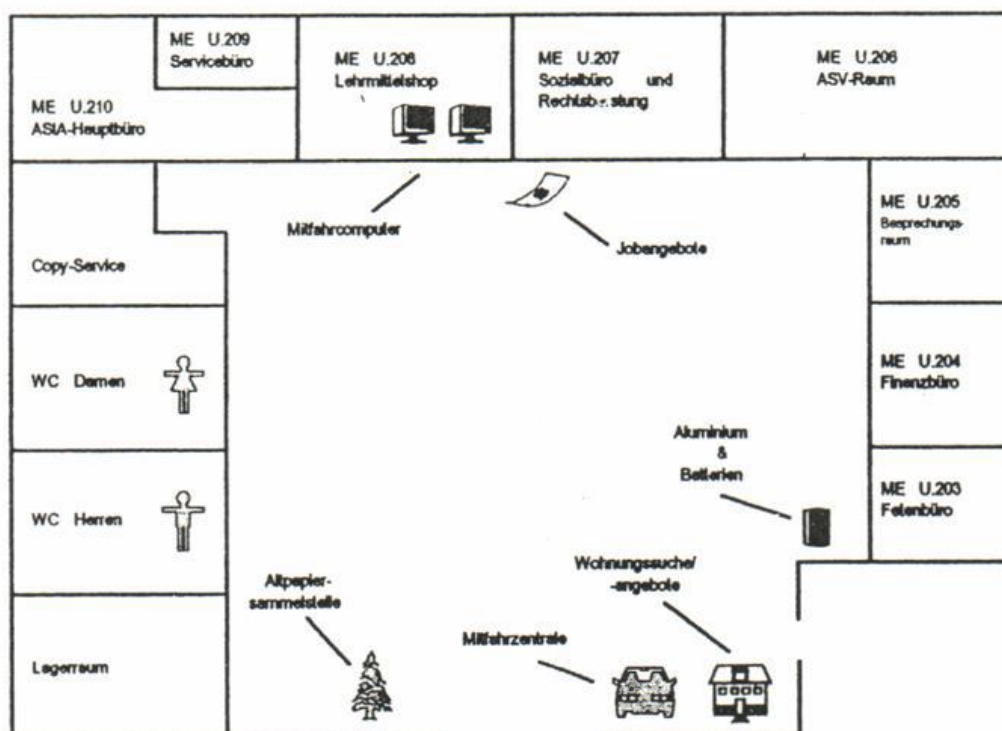 ME U.209
Servicebüro
ME U.208
Lehrmittelshop
ME U.207
Sozialbüro und
ME U.206
ASV-Raum
ME U.210
ASIA-Hauptbüro
ME U.205
Besprechungs-
raum
Mitfahrcomputer
Jobangebote
Copy-Service
WC Damen
ME U.204
Finanzbüro
Aluminium
&
Batterien
ME U.203
Fetenbüro
WC Herren
Wohnungssuche/
-angebote
Altpapier-
sammelstelle
Mitfahrzentrale
Lagerraum